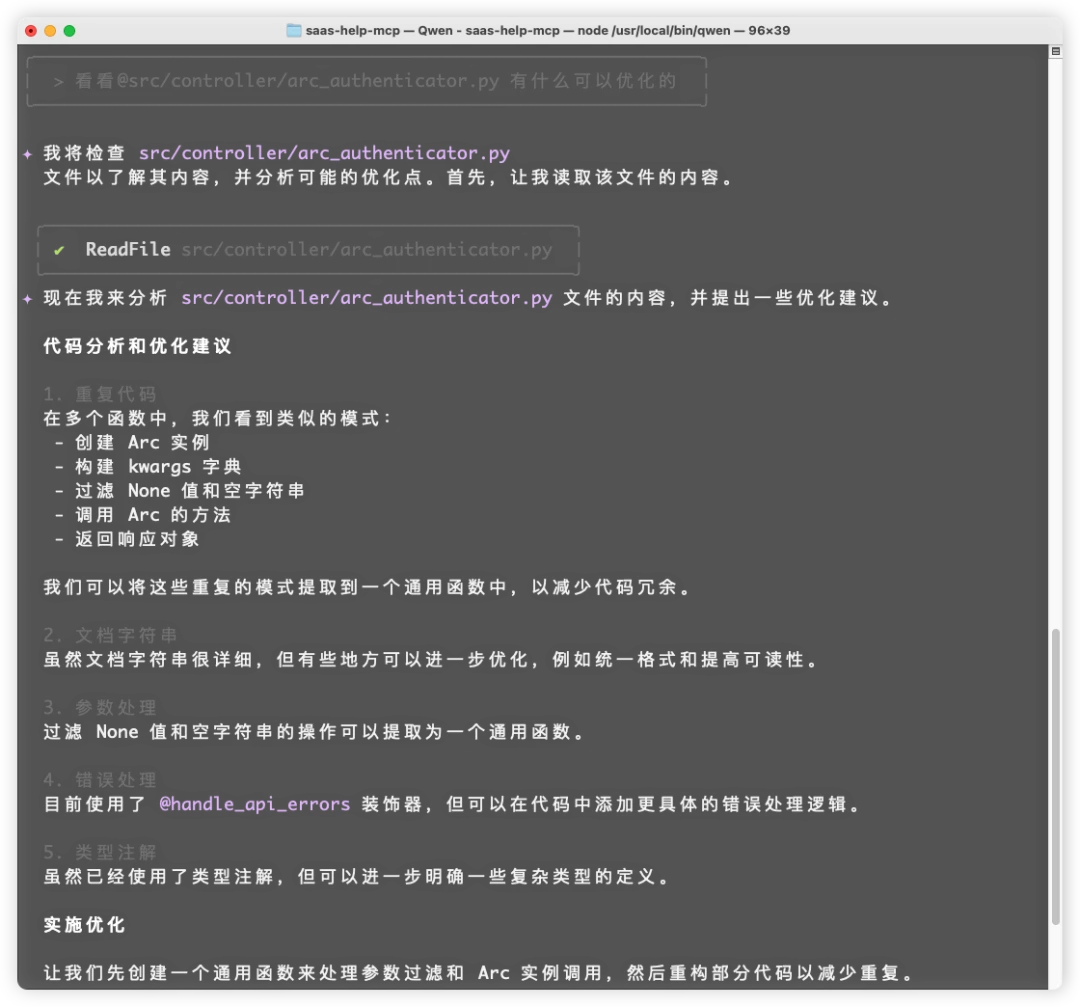 saas-help-mcp — Qwen - saas-help-mcp — node /usr/local/bin/qwen — 96×39
> 看看@src/controller/arc_authenticator.py 有什么可以优化的
✦ 我将检查 src/controller/arc_authenticator.py
文件以了解其内容，并分析可能的优化点。首先，让我读取该文件的内容。
✔ ReadFile src/controller/arc_authenticator.py
✦ 现在我来分析 src/controller/arc_authenticator.py 文件的内容，并提出一些优化建议。
代码分析和优化建议
1. 重复代码
在多个函数中，我们看到类似的模式：
- 创建 Arc 实例
- 构建 kwargs 字典
- 过滤 None 值和空字符串
- 调用 Arc 的方法
- 返回响应对象
我们可以将这些重复的模式提取到一个通用函数中，以减少代码冗余。
2. 文档字符串
虽然文档字符串很详细，但有些地方可以进一步优化，例如统一格式和提高可读性。
3. 参数处理
过滤 None 值和空字符串的操作可以提取为一个通用函数。
4. 错误处理
目前使用了 @handle_api_errors 装饰器，但可以在代码中添加更具体的错误处理逻辑。
5. 类型注解
虽然已经使用了类型注解，但可以进一步明确一些复杂类型的定义。
实施优化
让我们先创建一个通用函数来处理参数过滤和 Arc 实例调用，然后重构部分代码以减少重复。